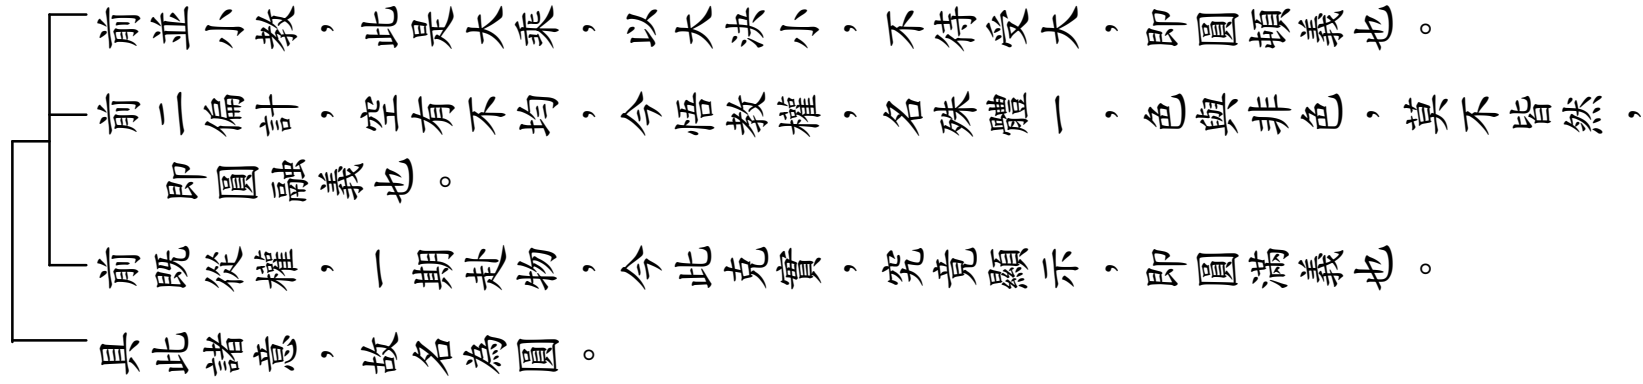 前並小教，此是大乘，以大決小，不待受大，即圓頓義也。
前二偏計，空有不均，今悟教權，名殊體一，色與非色，莫不皆然，
即圓融義也。
前既從權，一期赴物，今此克實，究竟顯示，即圓滿義也。
具此諸意，故名為圓。